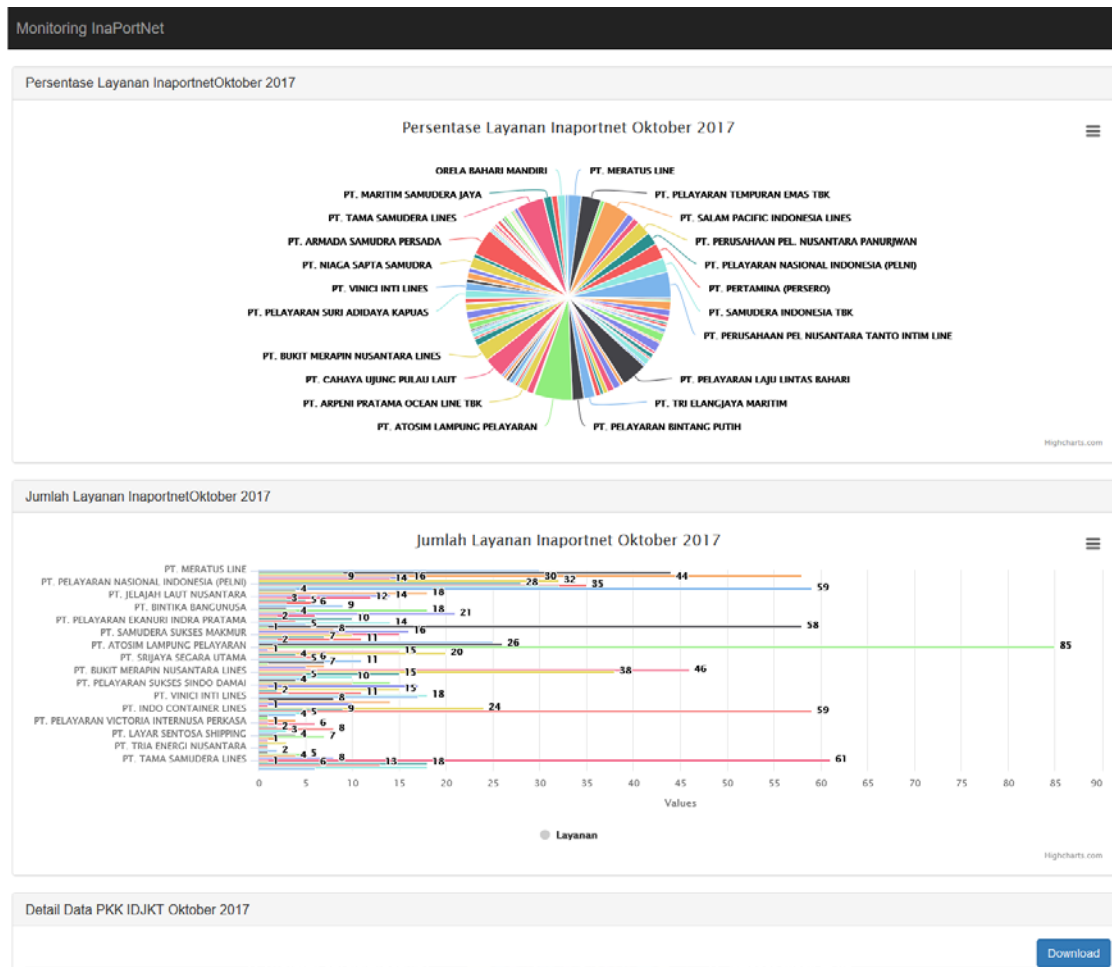 Monitoring InaPortNet
Persentase Layanan InaportnetOktober 2017
Persentase Layanan Inaportnet Oktober 2017
ORELA BAHARI MANDIRI
PT. MERATUS LINE
PT. MARITIM SAMUDERA JAYA
PT. PELAYARAN TEMPURAN EMAS TBK
PT. TAMA SAMUDERA LINES
PT. SALAM PACIFIC INDONESIA LINES
PT. ARMADA SAMUDRA PERSADA
PT. PERUSAHAAN PEL. NUSANTARA PANURJWAN
PT. NIAGA SAPTA SAMUDRA
PT. PELAYARAN NASIONAL INDONESIA (PELNI)
PT. VINICI INTI LINES
PT. PERTAMINA (PERSERO)
PT. PELAYARAN SURI ADIDAYA KAPUAS
PT. SAMUDERA INDONESIA TBK
PT. PERUSAHAAN PEL NUSANTARA TANTO INTIM LINE
PT. BUKIT MERAPIN NUSANTARA LINES
PT. CAHAYA UJUNG PULAU LAUT
PT. PELAYARAN LAJU LINTAS BAHARI
PT. ARPENI PRATAMA OCEAN LINE TBK
PT. TRI ELANGJAYA MARITIM
PT. ATOSIM LAMPUNG PELAYARAN
PT. PELAYARAN BINTANG PUTIH
Highcharts.com
Jumlah Layanan InaportnetOktober 2017
Jumlah Layanan Inaportnet Oktober 2017
PT. MERATUS LINE
9 14 16 30 44
PT. PELAYARAN NASIONAL INDONESIA (PELNI)
28 32 35
4 59
PT. JELAJAH LAUT NUSANTARA
3 12 14 18
5 6
PT. BINTIKA BANGUNUSA
9
4 18 21
PT. PELAYARAN EKANURI INDRA PRATAMA
2 10 14
5 8 58
PT. SAMUDERA SUKSES MAKMUR
1 16
2 7 11
PT. ATOSIM LAMPUNG PELAYARAN
1 26 85
15 20
PT. SRIJAYA SEGARA UTAMA
4 5 6 7 11
PT. BUKIT MERAPIN NUSANTARA LINES
38 46
5 10 15
PT. PELAYARAN SUKSES SINDO DAMAI
4
1 2 15
PT. VINICI INTI LINES
11 18
8
PT. INDO CONTAINER LINES
1 9 24
4 5 59
PT. PELAYARAN VICTORIA INTERNUSA PERKASA
1 6
2 3 8
PT. LAYAR SENTOSA SHIPPING
1 4 7
PT. TRIA ENERGI NUSANTARA
2
4 5
PT. TAMA SAMUDERA LINES
1 6 8 13 18 61
0 5 10 15 20 25 30 35 40 45 50 55 60 65 70 75 80 85 90
Values
Layanan
Highcharts.com
Detail Data PKK IDJKT Oktober 2017
Download